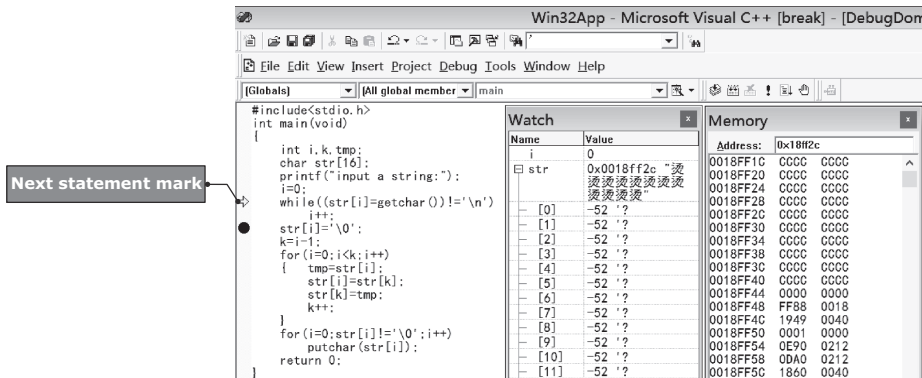 Win32App - Microsoft Visual C++ [break] - [DebugDom
File Edit View Insert Project Debug Tools Window Help
(Globals) (All global member main
#include<stdio.h>
int main(void)
{
int i,k,tmp;
char str[16];
printf("input a string:");
i=0;
while((str[i]=getchar())!='\n')
i++;
str[i]='\0';
k=i-1;
for(i=0;i<k;i++)
{ tmp=str[i];
str[i]=str[k];
str[k]=tmp;
k++;
}
for(i=0;str[i]!='\0';i++)
putchar(str[i]);
return 0;
}
Next statement mark
Watch
Name Value
i 0
str 0x0018ff2c "烫
烫烫烫烫烫烫烫
烫烫烫烫"
[0] -52 '?
[1] -52 '?
[2] -52 '?
[3] -52 '?
[4] -52 '?
[5] -52 '?
[6] -52 '?
[7] -52 '?
[8] -52 '?
[9] -52 '?
[10] -52 '?
[11] -52 '?
Memory
Address: 0x18ff2c
0018FF1C CCCC CCCC
0018FF20 CCCC CCCC
0018FF24 CCCC CCCC
0018FF28 CCCC CCCC
0018FF2C CCCC CCCC
0018FF30 CCCC CCCC
0018FF34 CCCC CCCC
0018FF38 CCCC CCCC
0018FF3C CCCC CCCC
0018FF40 CCCC CCCC
0018FF44 0000 0000
0018FF48 FF88 0018
0018FF4C 1949 0040
0018FF50 0001 0000
0018FF54 0E90 0212
0018FF58 0DA0 0212
0018FF5C 1860 0040